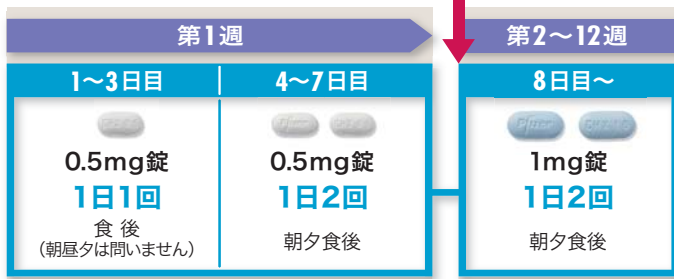 第1週
1〜3日目
0.5mg錠
1日1回
食 後
（朝昼夕は問いません）
4〜7日目
0.5mg錠
1日2回
朝夕食後
第2〜12週
8日目〜
Pfizer
1mg錠
1日2回
朝夕食後